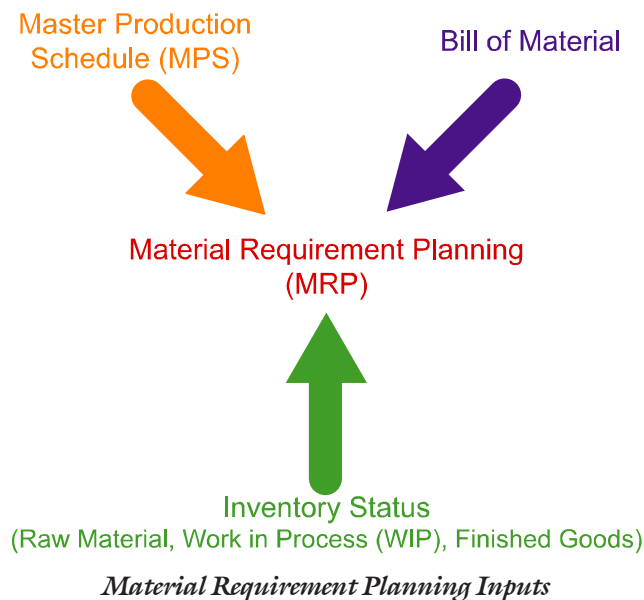 Master Production
Schedule (MPS)
Bill of Material
Material Requirement Planning
(MRP)
Inventory Status
(Raw Material, Work in Process (WIP), Finished Goods)
Material Requirement Planning Inputs